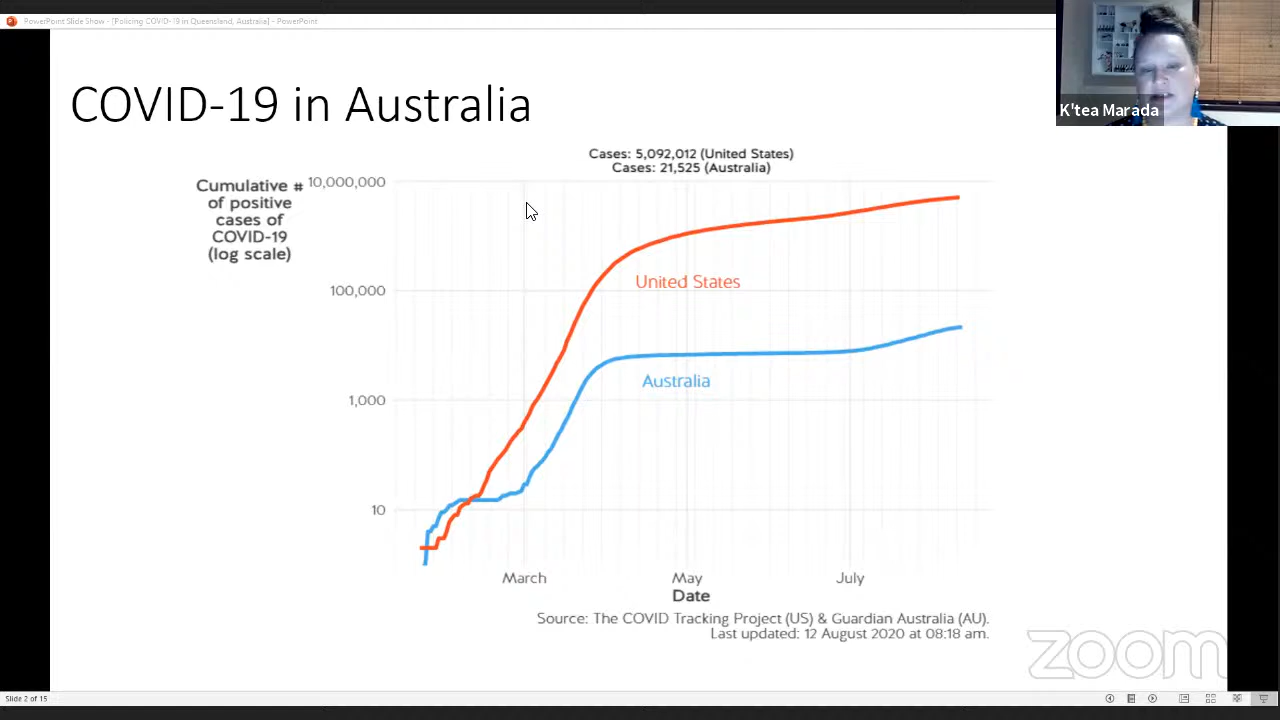 PowerPoint Slide Show - [Policing COVID-19 in Queensland, Australia] - PowerPoint
K'tea Marada
COVID-19 in Australia
Cases: 5,092,012 (United States)
Cases: 21,525 (Australia)
Cumulative #
of positive
cases of
COVID-19
(log scale)
10,000,000
100,000
1,000
10
United States
Australia
March
May
July
Date
Source: The COVID Tracking Project (US) & Guardian Australia (AU).
Last updated: 12 August 2020 at 08:18 am.
zoom
Slide 2 of 15